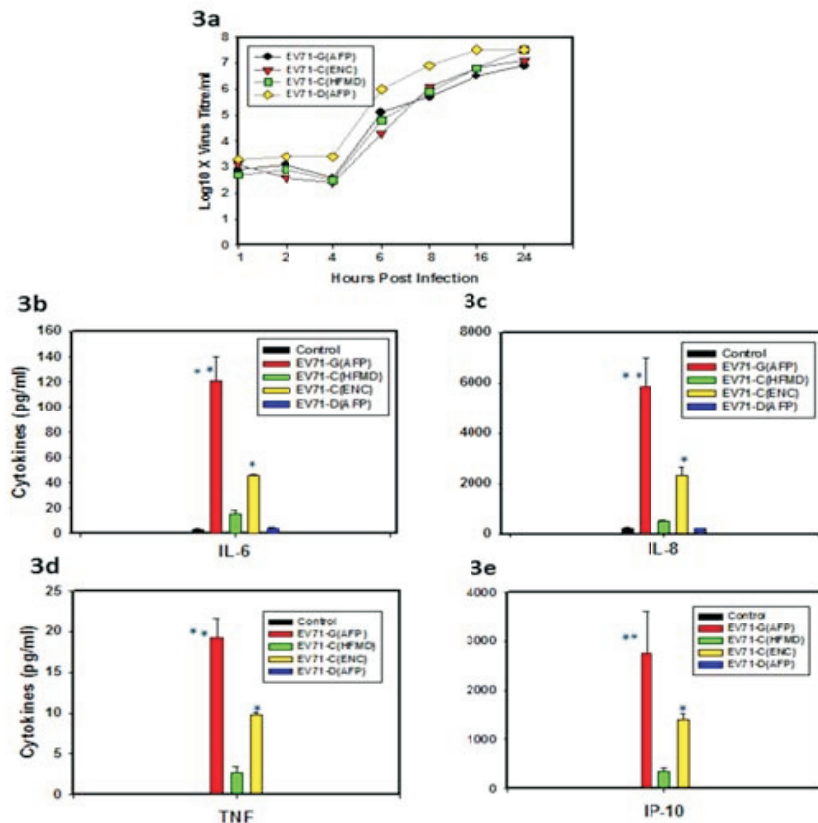 3a
8
7
6
5
4
3
2
1
0
Log10 X Virus Titre/ml
EV71-G(AFP)
EV71-C(ENC)
EV71-C(HFMD)
EV71-D(AFP)
1 2 4 6 8 16 24
Hours Post Infection
3b
160
140
120
100
80
60
40
20
0
Cytokines (pg/ml)
* *
*
Control
EV71-G(AFP)
EV71-C(HFMD)
EV71-C(ENC)
EV71-D(AFP)
IL-6
3c
8000
6000
4000
2000
0
* *
*
Control
EV71-G(AFP)
EV71-C(HFMD)
EV71-C(ENC)
EV71-D(AFP)
IL-8
3d
25
20
15
10
5
0
Cytokines (pg/ml)
* *
*
Control
EV71-G(AFP)
EV71-C(HFMD)
EV71-C(ENC)
EV71-D(AFP)
TNF
3e
4000
3000
2000
1000
0
* *
*
Control
EV71-G(AFP)
EV71-C(HFMD)
EV71-C(ENC)
EV71-D(AFP)
IP-10